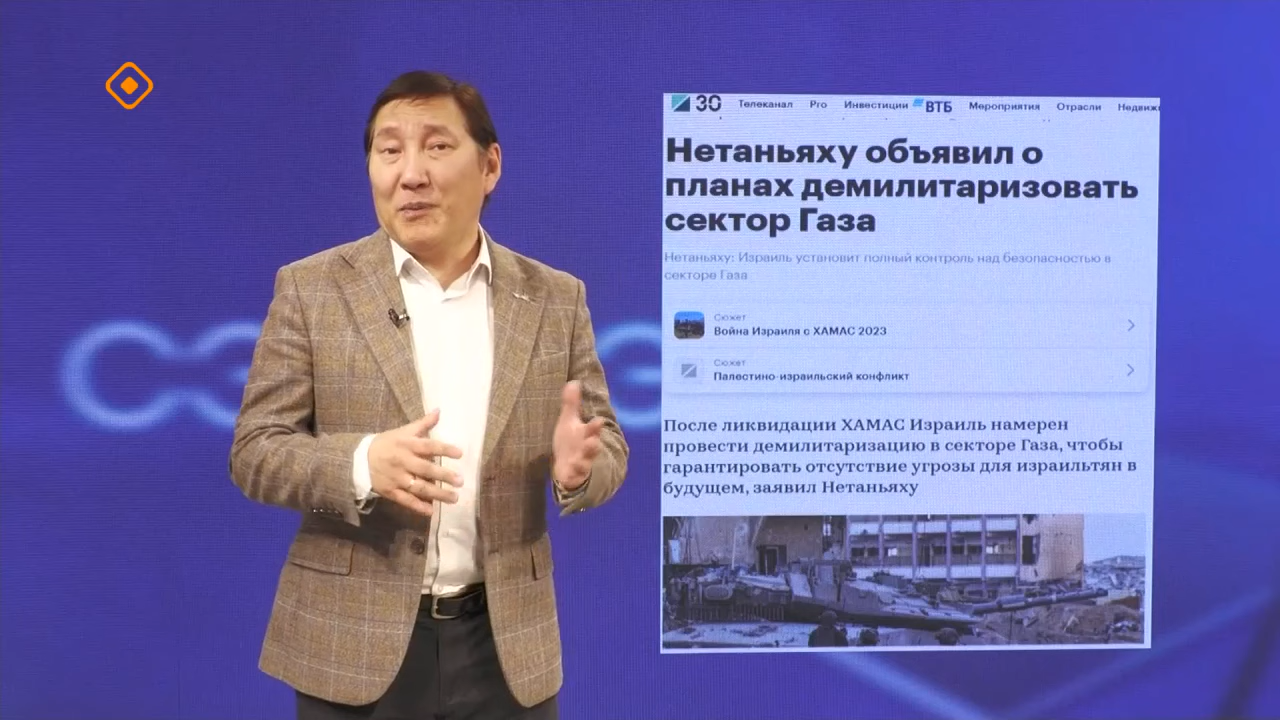 30 Телеканал Pro Инвестиции ВТБ Мероприятия Отрасли
Нетаньяху объявил о
планах демилитаризовать
сектор Газа
Нетаньяху: Израиль установит полный контроль над безопасностью в
секторе Газа
Сюжет
Война Израиля с ХАМАС 2023
Сюжет
Палестино-израильский конфликт
После ликвидации ХАМАС Израиль намерен
провести демилитаризацию в секторе Газа, чтобы
гарантировать отсутствие угрозы для израильтян в
будущем, заявил Нетаньяху